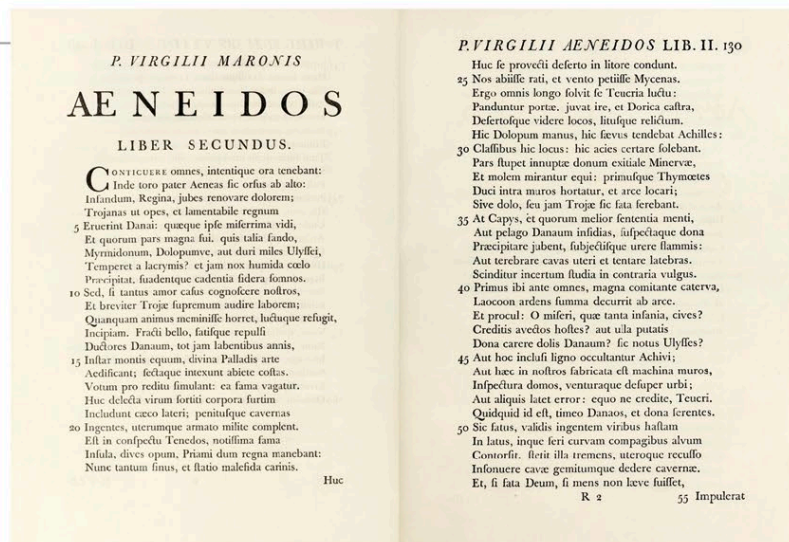 P. VIRGILII MARONIS
AENEIDOS
LIBER SECUNDUS.
CONTICUERE omnes, intentique ora tenebant:
Inde toro pater Aeneas ſic orſus ab alto:
Infandum, Regina, jubes renovare dolorem;
Trojanas ut opes, et lamentabile regnum
5 Eruerint Danai: quæque ipſe miſerrima vidi,
Et quorum pars magna fui. quis talia fando,
Myrmidonum, Dolopumve, aut duri miles Ulyſſei,
Temperet a lacrymis? et jam nox humida cœlo
Præcipitat, ſuadentque cadentia ſidera ſomnos.
10 Sed, ſi tantus amor caſus cognoſcere noſtros,
Et breviter Trojæ ſupremum audire laborem;
Quanquam animus meminiſſe horret, luctuque refugit,
Incipiam. Fracti bello, fatiſque repulſi
Ductores Danaum, tot jam labentibus annis,
15 Inſtar montis equum, divina Palladis arte
Aedificant; ſectaque intexunt abiete coſtas.
Votum pro reditu ſimulant: ea fama vagatur.
Huc delecta virum ſortiti corpora furtim
Includunt cæco lateri; penituſque cavernas
20 Ingentes, uterumque armato milite complent.
Eſt in conſpectu Tenedos, notiſſima fama
Inſula, dives opum, Priami dum regna manebant:
Nunc tantum ſinus, et ſtatio maleſida carinis.
Huc
P. VIRGILII AENEIDOS LIB. II. 130
Huc ſe provecti deſerto in litore condunt.
25 Nos abiiſſe rati, et vento petiiſſe Mycenas.
Ergo omnis longo ſolvit ſe Teucria luctu:
Panduntur portæ. juvat ire, et Dorica caſtra,
Deſertoſque videre locos, lituſque relictum.
Hic Dolopum manus, hic ſævus tendebat Achilles:
30 Claſſibus hic locus: hic acies certare ſolebant.
Pars ſtupet innuptæ donum exitiale Minervæ,
Et molem mirantur equi: primuſque Thymœtes
Duci intra muros hortatur, et arce locari;
Sive dolo, ſeu jam Trojæ ſic fata ferebant.
35 At Capys, et quorum melior ſententia menti,
Aut pelago Danaum inſidias, ſuſpectaque dona
Præcipitare jubent, ſubjectiſque urere flammis:
Aut terebrare cavas uteri et tentare latebras.
Scinditur incertum ſtudia in contraria vulgus.
40 Primus ibi ante omnes, magna comitante caterva,
Laocoon ardens ſumma decurrit ab arce.
Et procul: O miſeri, quæ tanta inſania, cives?
Creditis avectos hoſtes? aut ulla putatis
Dona carere dolis Danaum? ſic notus Ulyſſes?
45 Aut hoc incluſi ligno occultantur Achivi;
Aut hæc in noſtros fabricata eſt machina muros,
Inſpectura domos, venturaque deſuper urbi;
Aut aliquis latet error: equo ne credite, Teucri.
Quidquid id eſt, timeo Danaos, et dona ferentes.
50 Sic fatus, validis ingentem viribus haſtam
In latus, inque feri curvam compagibus alvum
Contorſit. ſtetit illa tremens, uteroque recuſſo
Inſonuere cavæ gemitumque dedere cavernæ.
Et, ſi fata Deum, ſi mens non læve fuiſſet,
R 2 55 Impulerat